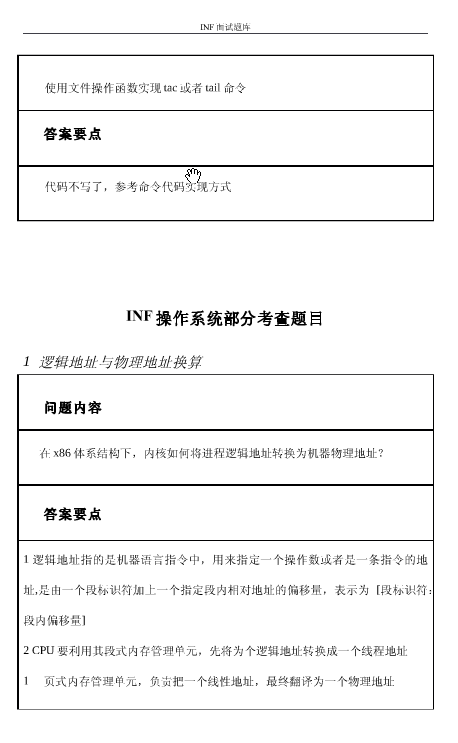 INF 面试题库
使用文件操作函数实现 tac 或者 tail 命令
答案要点
代码不写了，参考命令代码实现方式
INF 操作系统部分考查题目
1 逻辑地址与物理地址换算
问题内容
在 x86 体系结构下，内核如何将进程逻辑地址转换为机器物理地址？
答案要点
1 逻辑地址指的是机器语言指令中，用来指定一个操作数或者是一条指令的地
址,是由一个段标识符加上一个指定段内相对地址的偏移量，表示为 [段标识符：
段内偏移量]
2 CPU 要利用其段式内存管理单元，先将为个逻辑地址转换成一个线程地址
1 页式内存管理单元，负责把一个线性地址，最终翻译为一个物理地址